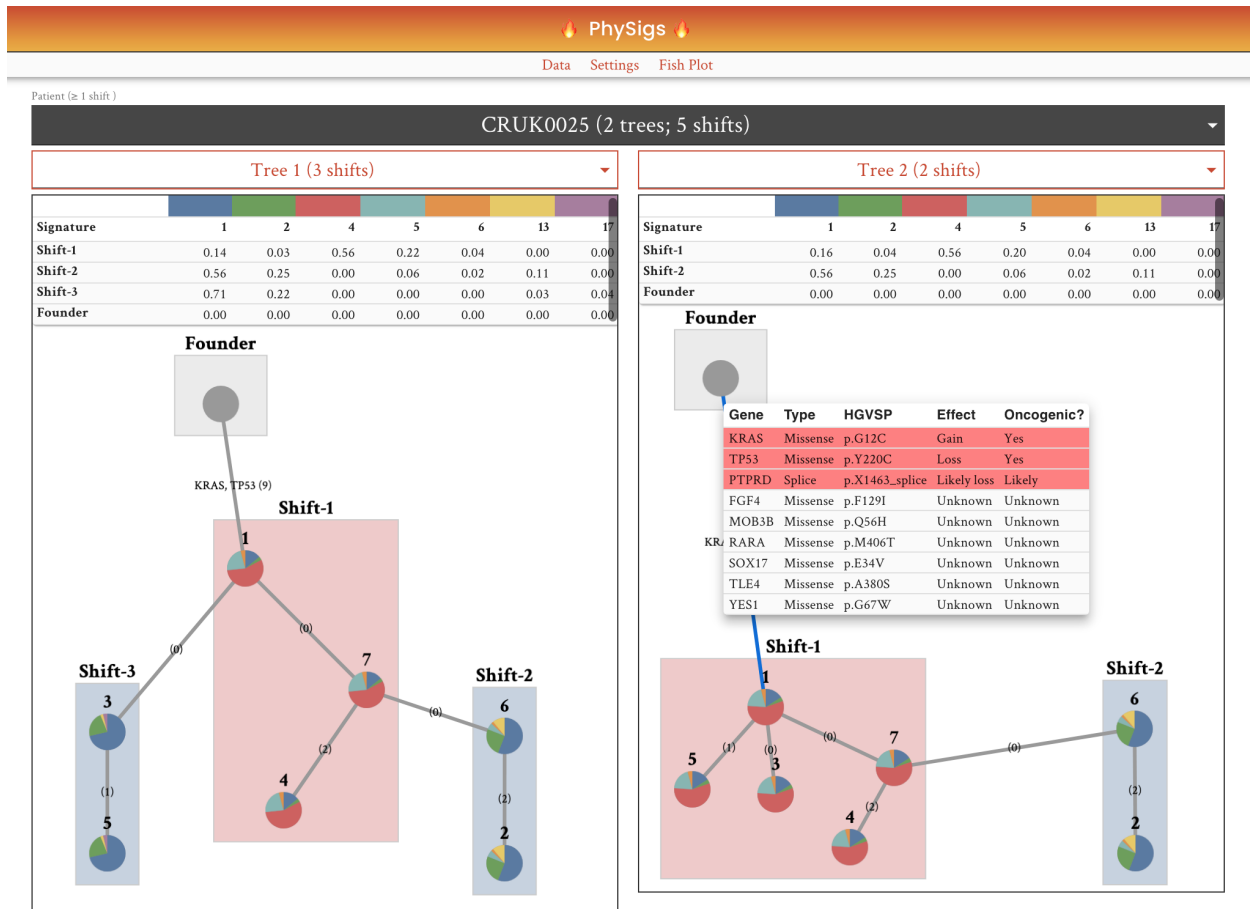 🔥 PhySigs 🔥
Data Settings Fish Plot
Patient (≥ 1 shift )
CRUK0025 (2 trees; 5 shifts)
Tree 1 (3 shifts)
Signature 1 2 4 5 6 13 17
Shift-1 0.14 0.03 0.56 0.22 0.04 0.00 0.00
Shift-2 0.56 0.25 0.00 0.06 0.02 0.11 0.00
Shift-3 0.71 0.22 0.00 0.00 0.00 0.03 0.04
Founder 0.00 0.00 0.00 0.00 0.00 0.00 0.00
Founder
KRAS, TP53 (9)
Shift-1
1
(0)
(0)
7
Shift-3
3
(0)
Shift-2
6
(2)
4
(1)
5
(2)
2
Tree 2 (2 shifts)
Signature 1 2 4 5 6 13 17
Shift-1 0.16 0.04 0.56 0.20 0.04 0.00 0.00
Shift-2 0.56 0.25 0.00 0.06 0.02 0.11 0.00
Founder 0.00 0.00 0.00 0.00 0.00 0.00 0.00
Founder
Gene Type HGVSP Effect Oncogenic?
KRAS Missense p.G12C Gain Yes
TP53 Missense p.Y220C Loss Yes
PTPRD Splice p.X1463_splice Likely loss Likely
FGF4 Missense p.F129I Unknown Unknown
MOB3B Missense p.Q56H Unknown Unknown
KRA
RARA Missense p.M406T Unknown Unknown
SOX17 Missense p.E34V Unknown Unknown
TLE4 Missense p.A380S Unknown Unknown
YES1 Missense p.G67W Unknown Unknown
Shift-1
1
(0)
7
(1)
5
(0)
3
(0)
Shift-2
6
(2)
4
(2)
2